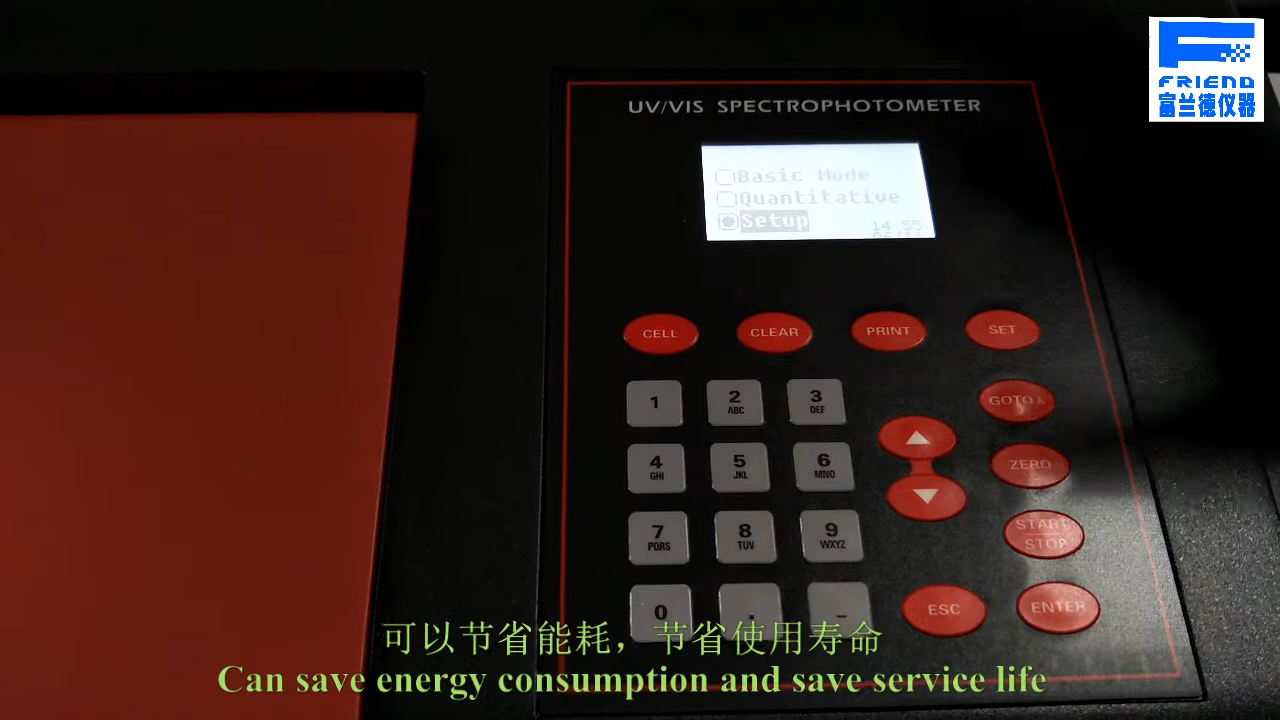 FRIEND
富兰德仪器
UV/VIS SPECTROPHOTOMETER
Basic Mode
Quantitative
Setup
14 55
CELL
CLEAR
PRINT
SET
1
2
ABC
3
DEF
GOTO λ
4
GHI
5
JKL
6
MNO
ZERO
7
PQRS
8
TUV
9
WXYZ
START
STOP
0
.
_
ESC
ENTER
可以节省能耗，节省使用寿命
Can save energy consumption and save service life